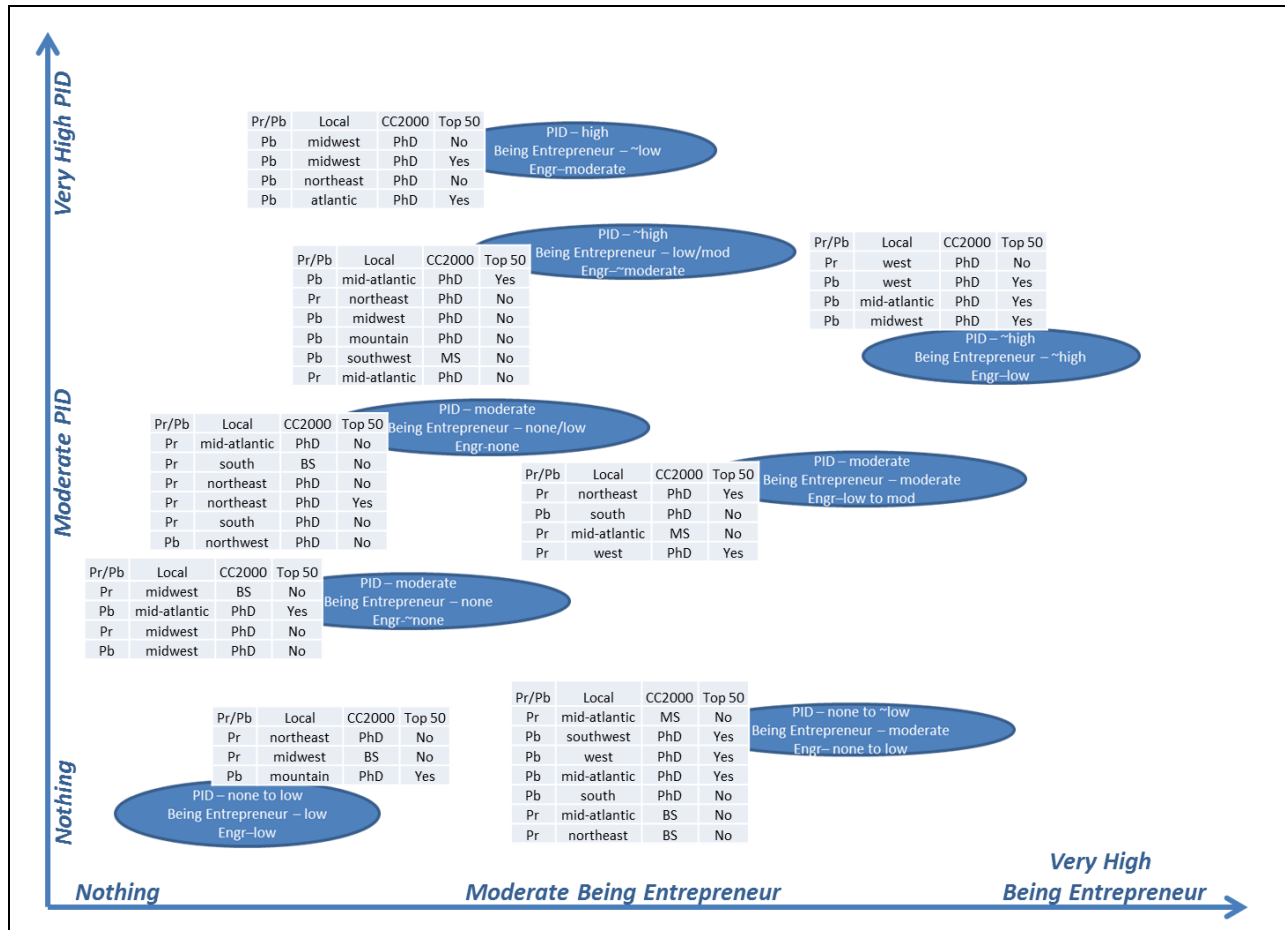 Very High PID
Moderate PID
Nothing
Pr/Pb Local CC2000 Top 50
Pb midwest PhD No
Pb midwest PhD Yes
Pb northeast PhD No
Pb atlantic PhD Yes
PID – high
Being Entrepreneur – ~low
Engr–moderate
Pr/Pb Local CC2000 Top 50
Pb mid-atlantic PhD Yes
Pr northeast PhD No
Pb midwest PhD No
Pb mountain PhD No
Pb southwest MS No
Pr mid-atlantic PhD No
PID – ~high
Being Entrepreneur – low/mod
Engr–~moderate
Pr/Pb Local CC2000 Top 50
Pr west PhD No
Pb west PhD Yes
Pb mid-atlantic PhD Yes
Pb midwest PhD Yes
PID – ~high
Being Entrepreneur – ~high
Engr–low
Pr/Pb Local CC2000 Top 50
Pr mid-atlantic PhD No
Pr south BS No
Pr northeast PhD No
Pr northeast PhD Yes
Pr south PhD No
Pb northwest PhD No
PID – moderate
Being Entrepreneur – none/low
Engr-none
Pr/Pb Local CC2000 Top 50
Pr northeast PhD Yes
Pb south PhD No
Pr mid-atlantic MS No
Pr west PhD Yes
PID – moderate
Being Entrepreneur – moderate
Engr–low to mod
Pr/Pb Local CC2000 Top 50
Pr midwest BS No
Pb mid-atlantic PhD Yes
Pr midwest PhD No
Pb midwest PhD No
PID – moderate
Being Entrepreneur – none
Engr-~none
Pr/Pb Local CC2000 Top 50
Pr northeast PhD No
Pr midwest BS No
Pb mountain PhD Yes
PID – none to low
Being Entrepreneur – low
Engr–low
Pr/Pb Local CC2000 Top 50
Pr mid-atlantic MS No
Pb southwest PhD Yes
Pb west PhD Yes
Pb mid-atlantic PhD Yes
Pb south PhD No
Pr mid-atlantic BS No
Pr northeast BS No
PID – none to ~low
Being Entrepreneur – moderate
Engr– none to low
Nothing
Moderate Being Entrepreneur
Very High
Being Entrepreneur